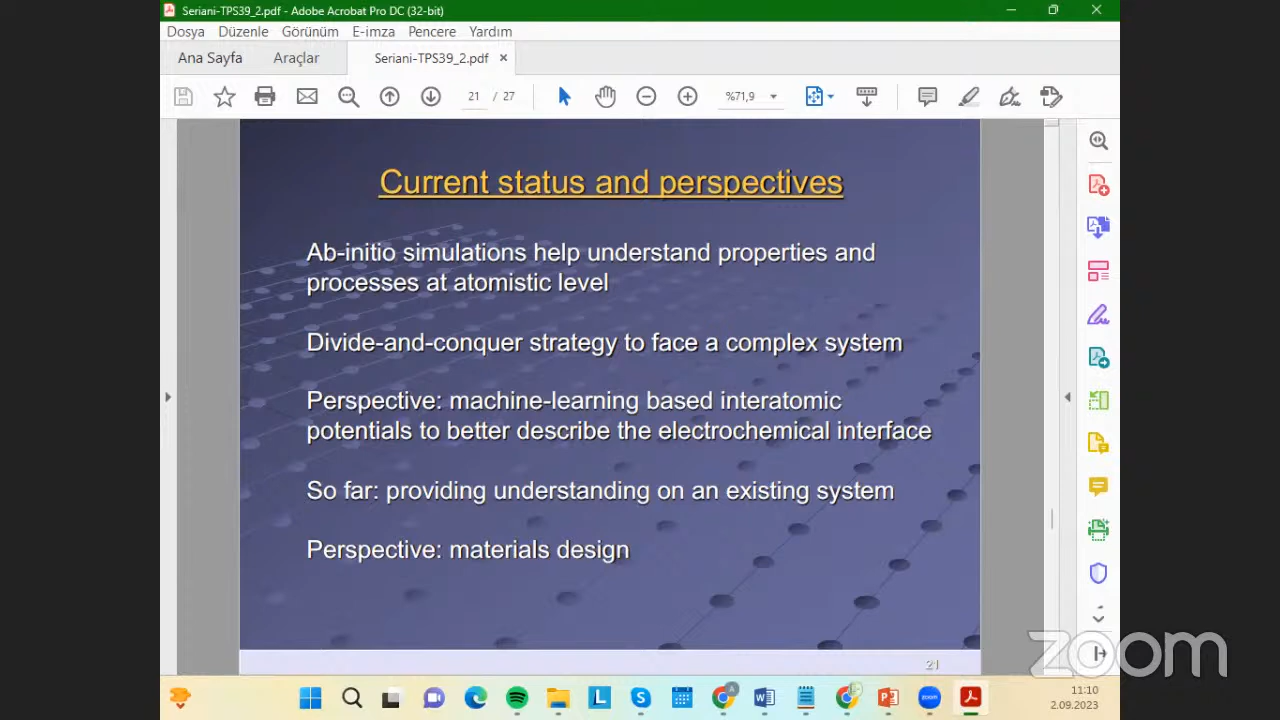 Seriani-TPS39_2.pdf - Adobe Acrobat Pro DC (32-bit)
Dosya Düzenle Görünüm E-imza Pencere Yardım
Ana Sayfa Araçlar Seriani-TPS39_2.pdf ×
21 / 27 %71,9
Current status and perspectives
Ab-initio simulations help understand properties and
processes at atomistic level
Divide-and-conquer strategy to face a complex system
Perspective: machine-learning based interatomic
potentials to better describe the electrochemical interface
So far: providing understanding on an existing system
Perspective: materials design
21
zoom
11:10
2.09.2023